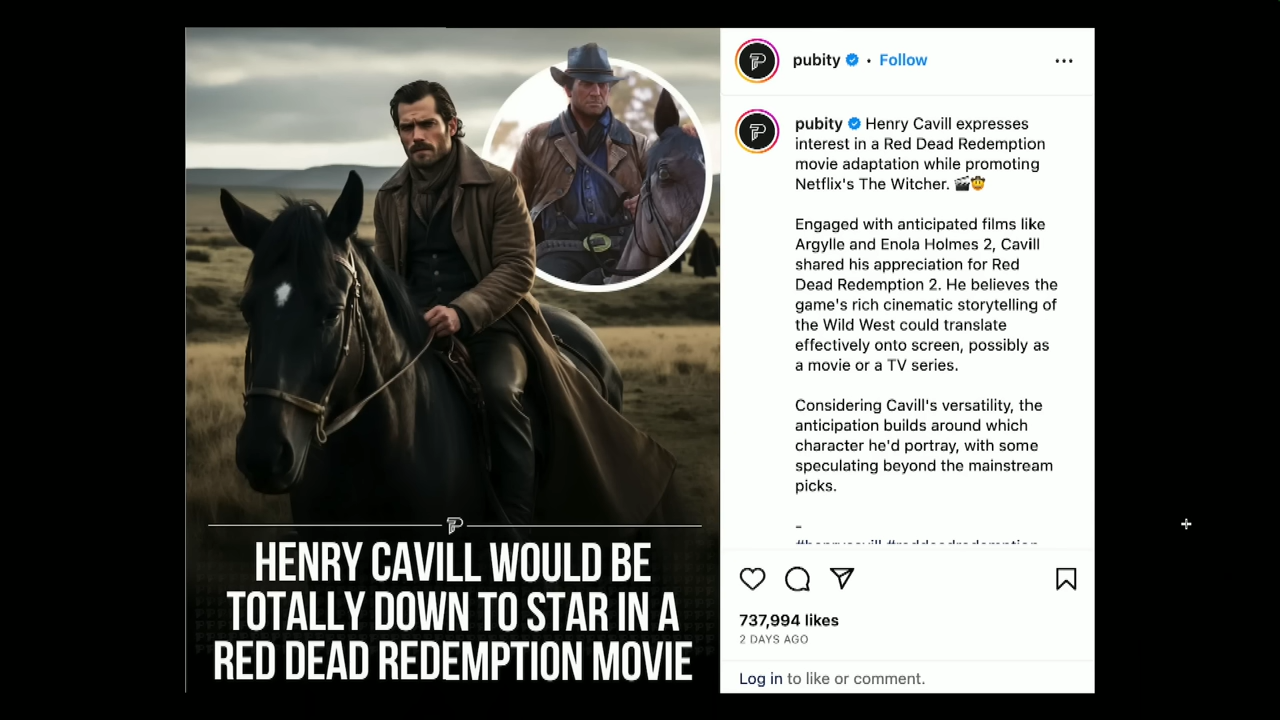 HENRY CAVILL WOULD BE
TOTALLY DOWN TO STAR IN A
RED DEAD REDEMPTION MOVIE
pubity • Follow
pubity Henry Cavill expresses
interest in a Red Dead Redemption
movie adaptation while promoting
Netflix's The Witcher. 🎬🤠
Engaged with anticipated films like
Argylle and Enola Holmes 2, Cavill
shared his appreciation for Red
Dead Redemption 2. He believes the
game's rich cinematic storytelling of
the Wild West could translate
effectively onto screen, possibly as
a movie or a TV series.
Considering Cavill's versatility, the
anticipation builds around which
character he'd portray, with some
speculating beyond the mainstream
picks.
-
#henrycavill #reddeadredemption
737,994 likes
2 DAYS AGO
Log in to like or comment.